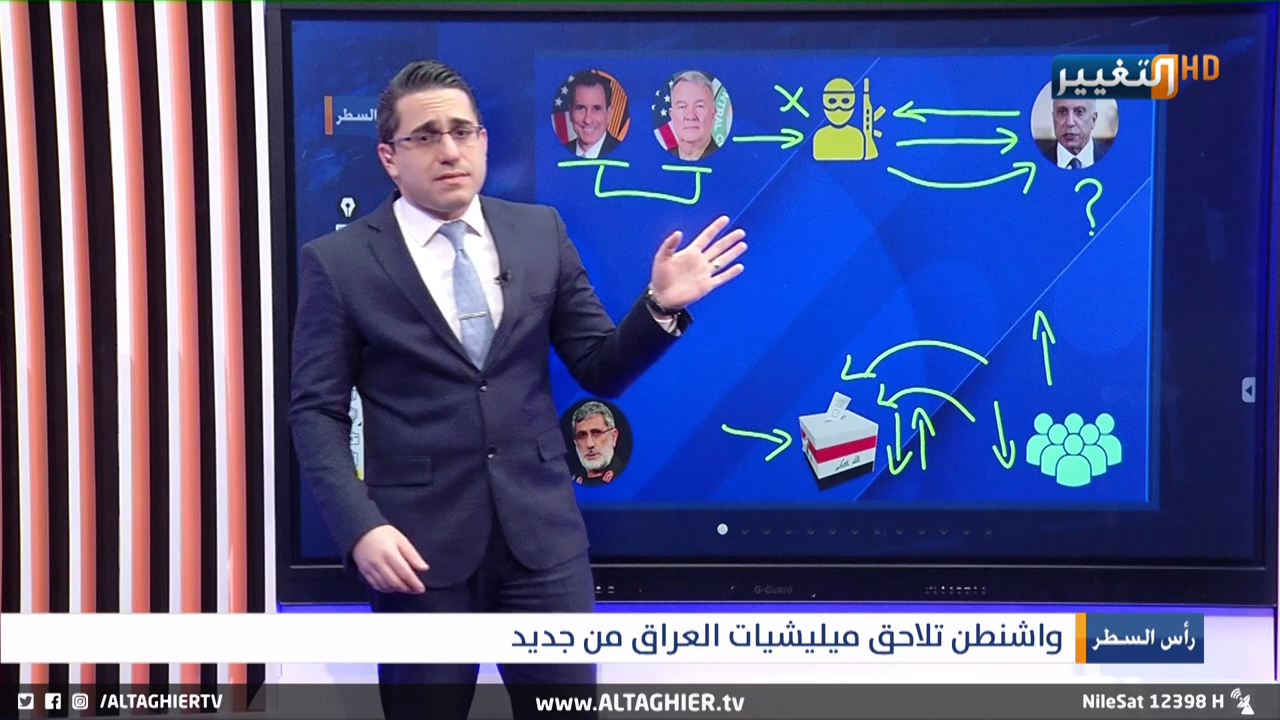 التغيير HD
السطر
G-Guard
رأس السطر
واشنطن تلاحق ميليشيات العراق من جديد
/ALTAGHIERTV
www.ALTAGHIER.tv
NileSat 12398 H